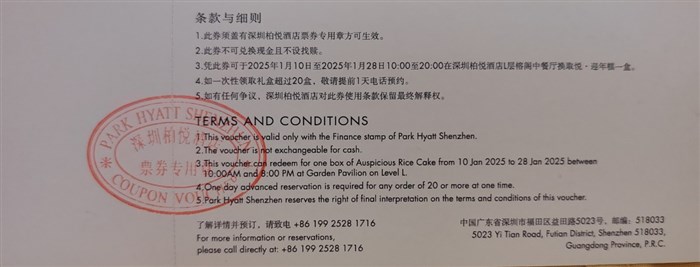 条款与细则
1.此券须盖有深圳柏悦酒店票券专用章方可生效。
2.此券不可兑换现金且不设找赎。
3.凭此券可于2025年1月10日至2025年1月28日10:00至20:00在深圳柏悦酒店L层榕阁中餐厅换取悦·迎年糕一盒。
4.如一次性领取礼盒超过20盒，敬请提前1天电话预约。
5.如有任何争议，深圳柏悦酒店对此券使用条款保留最终解释权。
TERMS AND CONDITIONS
1.This voucher is valid only with the Finance stamp of Park Hyatt Shenzhen.
2.The voucher is not exchangeable for cash.
3.This voucher can redeem for one box of Auspicious Rice Cake from 10 Jan 2025 to 28 Jan 2025 between
10:00AM and 8:00 PM at Garden Pavilion on Level L.
4.One day advanced reservation is required for any order of 20 or more at one time.
5.Park Hyatt Shenzhen reserves the right of final interpretation on the terms and conditions of this voucher.
PARK HYATT SHENZHEN
深圳柏悦酒店
票券专用章
COUPON
了解详情并预订，请致电 +86 199 2528 1716
For more information or reservations,
please call directly at: +86 199 2528 1716
中国广东省深圳市福田区益田路5023号，邮编：518033
5023 Yi Tian Road, Futian District, Shenzhen 518033,
Guangdong Province, P.R.C.